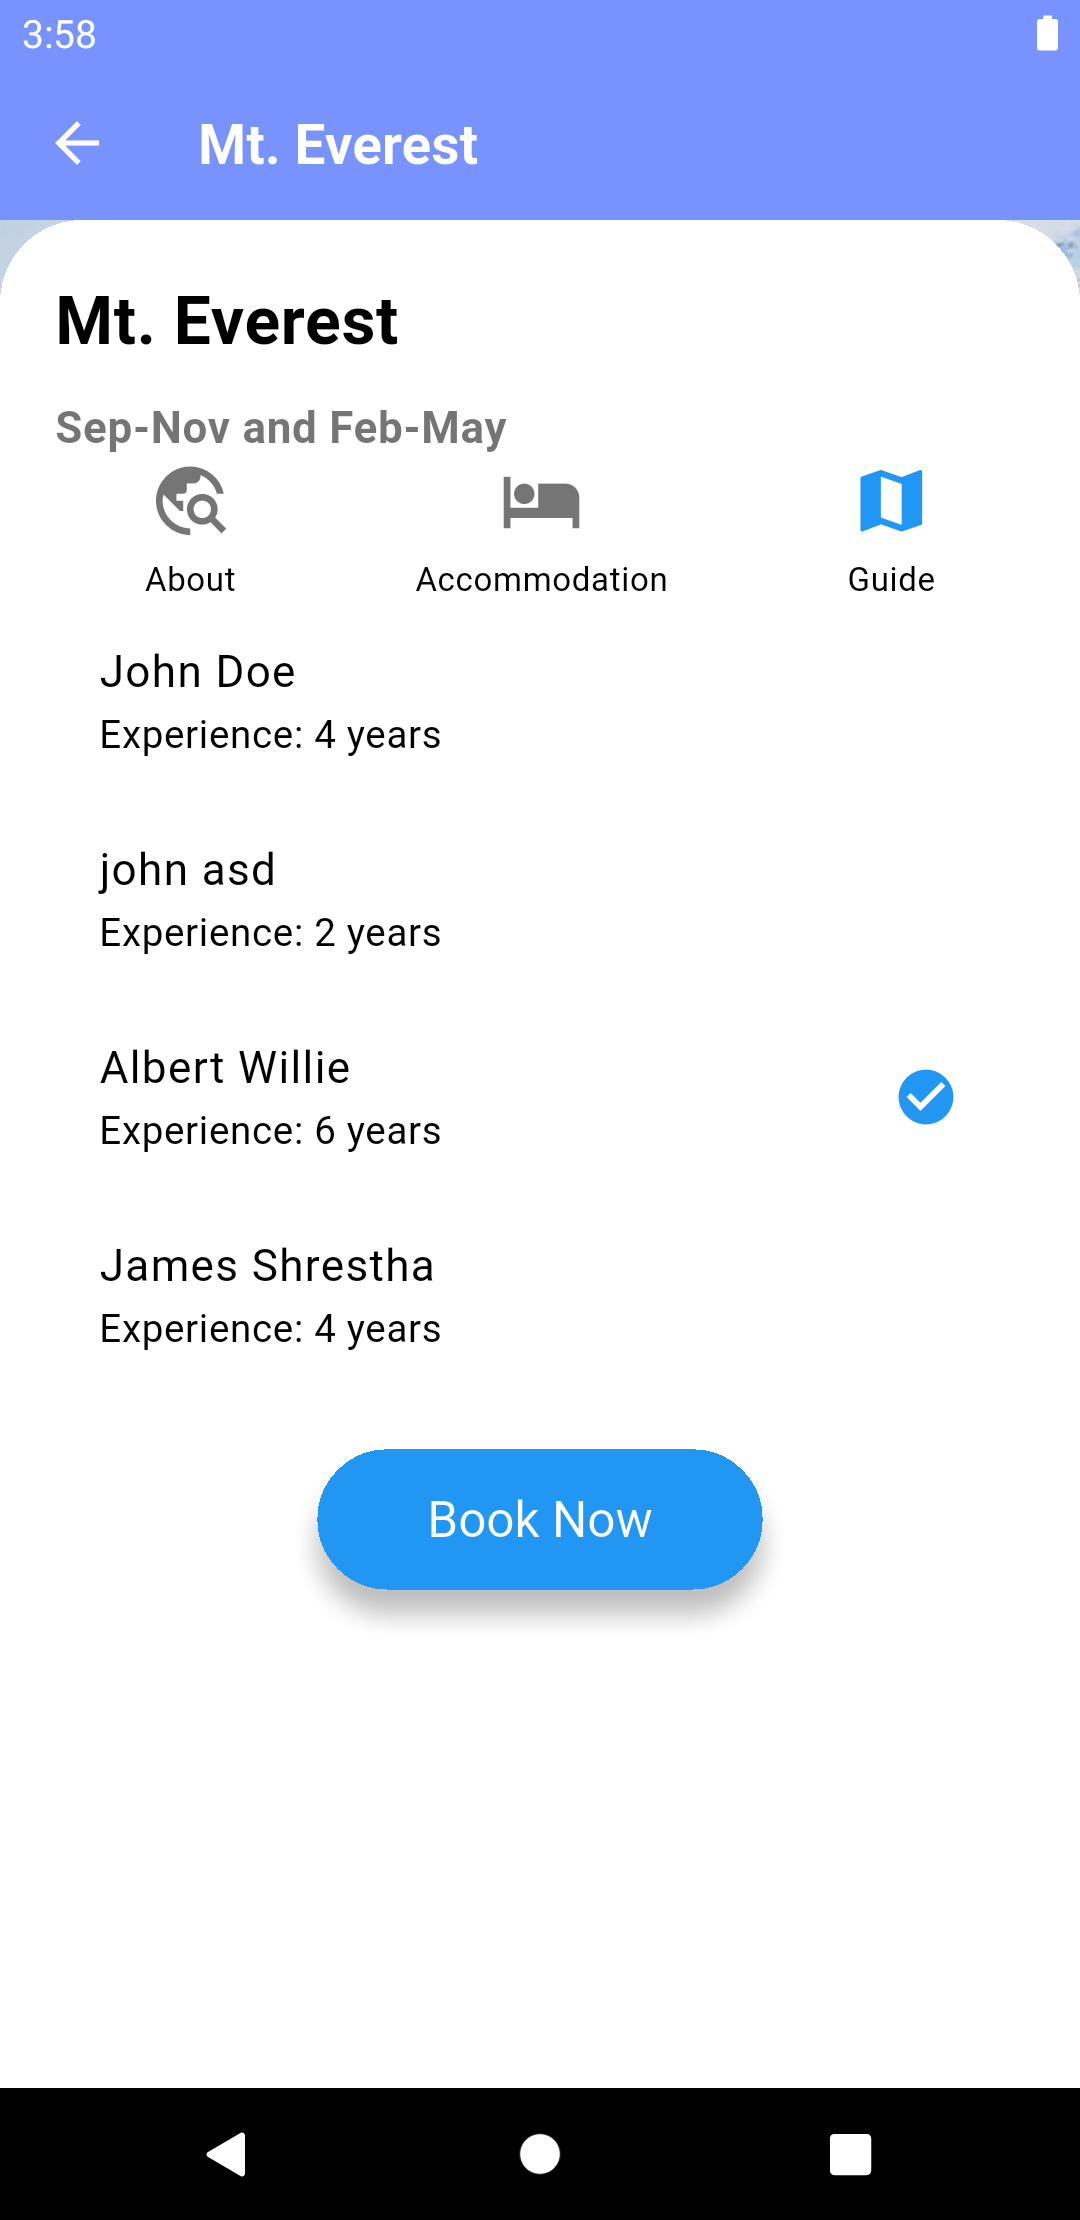 3:58
Mt. Everest
Mt. Everest
Sep-Nov and Feb-May
About Accommodation Guide
John Doe
Experience: 4 years
john asd
Experience: 2 years
Albert Willie
Experience: 6 years
James Shrestha
Experience: 4 years
Book Now